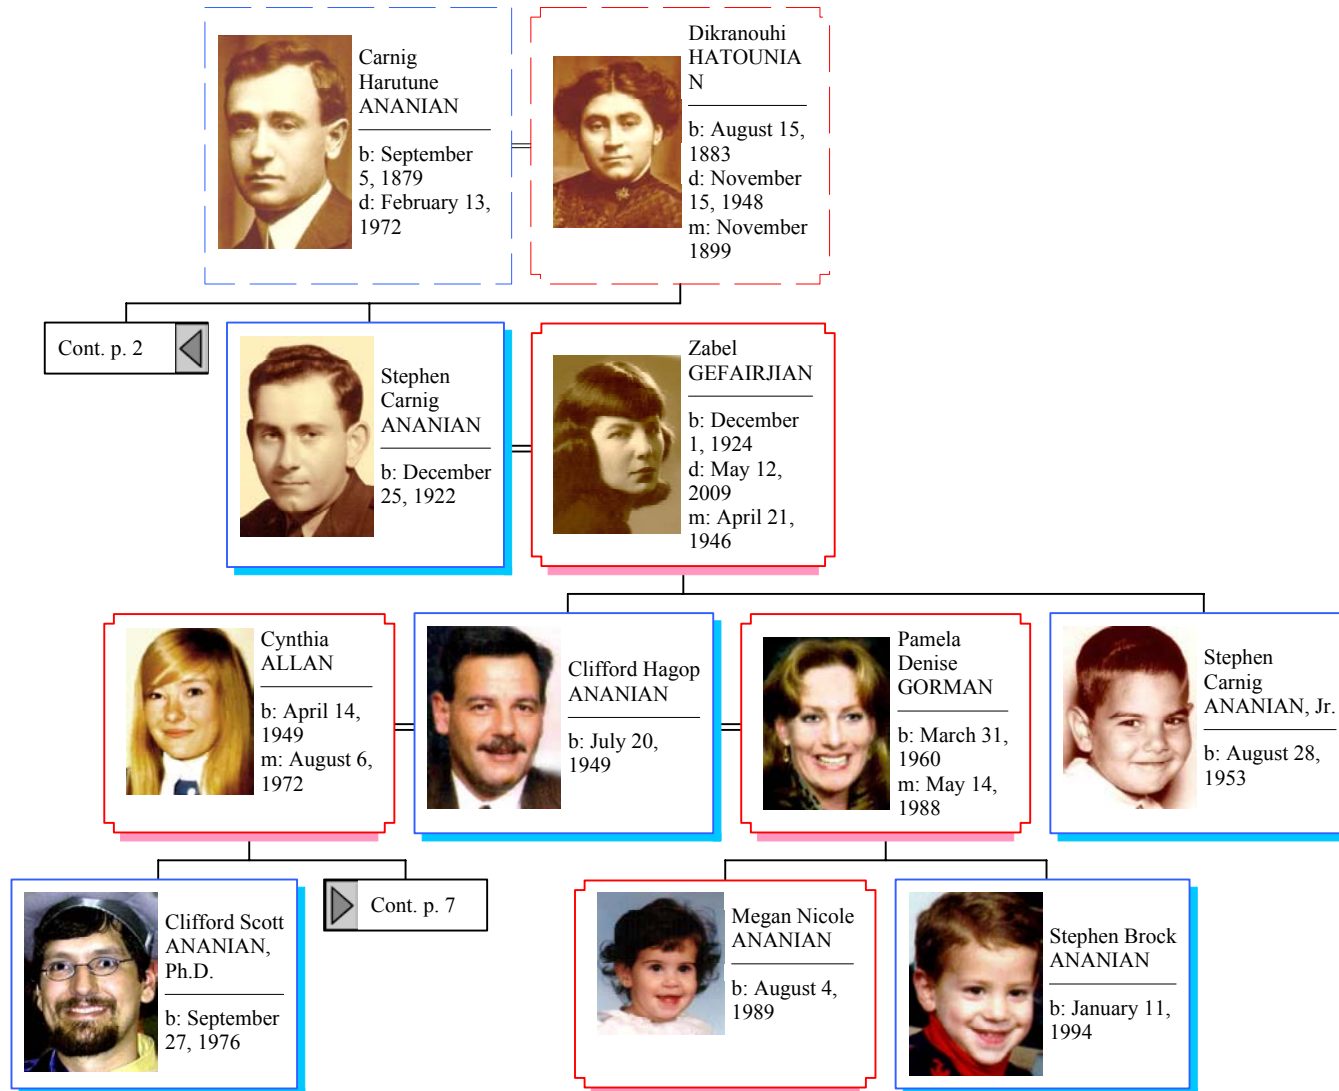 Carnig
Harutune
ANANIAN
b: September
5, 1879
d: February 13,
1972
Dikranouhi
HATOUNIA
N
b: August 15,
1883
d: November
15, 1948
m: November
1899
Cont. p. 2
Stephen
Carnig
ANANIAN
b: December
25, 1922
Zabel
GEFAIRJIAN
b: December
1, 1924
d: May 12,
2009
m: April 21,
1946
Cynthia
ALLAN
b: April 14,
1949
m: August 6,
1972
Clifford Hagop
ANANIAN
b: July 20,
1949
Pamela
Denise
GORMAN
b: March 31,
1960
m: May 14,
1988
Stephen
Carnig
ANANIAN, Jr.
b: August 28,
1953
Clifford Scott
ANANIAN,
Ph.D.
b: September
27, 1976
Cont. p. 7
Megan Nicole
ANANIAN
b: August 4,
1989
Stephen Brock
ANANIAN
b: January 11,
1994